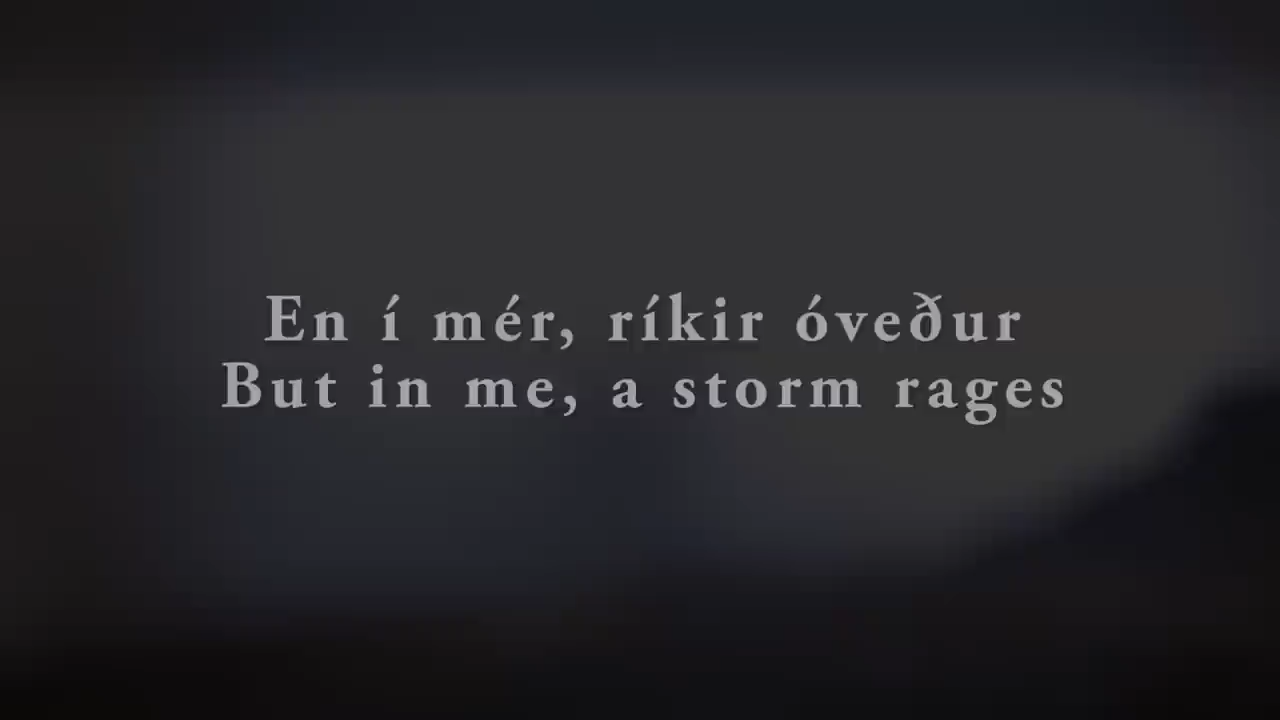 En í mér, ríkir óveður
But in me, a storm rages